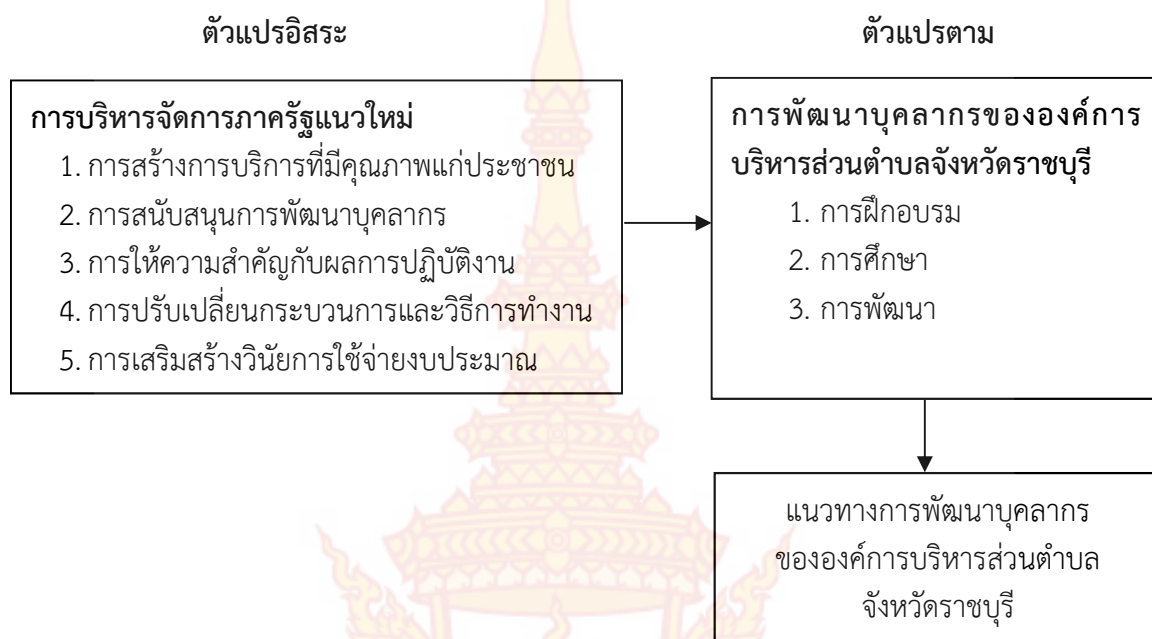 ตัวแปรอิสระ
การบริหารจัดการภาครัฐแนวใหม่
1. การสร้างการบริการที่มีคุณภาพแก่ประชาชน
2. การสนับสนุนการพัฒนาบุคลากร
3. การให้ความสำคัญกับผลการปฏิบัติงาน
4. การปรับเปลี่ยนกระบวนการและวิธีการทำงาน
5. การเสริมสร้างวินัยการใช้จ่ายงบประมาณ
ตัวแปรตาม
การพัฒนาบุคลากรขององค์การ
บริหารส่วนตำบลจังหวัดราชบุรี
1. การฝึกอบรม
2. การศึกษา
3. การพัฒนา
แนวทางการพัฒนาบุคลากร
ขององค์การบริหารส่วนตำบล
จังหวัดราชบุรี